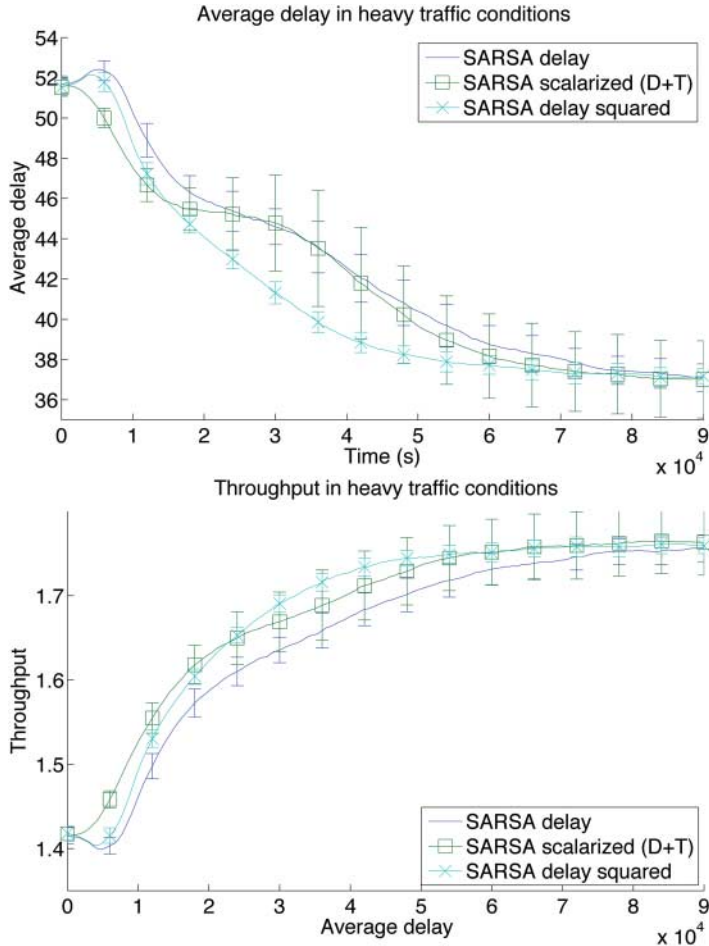 Average delay in heavy traffic conditions
54
52
50
48
46
44
42
40
38
36
Average delay
SARSA delay
SARSA scalarized (D+T)
SARSA delay squared
0 1 2 3 4 5 6 7 8 9
Time (s)
x 10^4
Throughput in heavy traffic conditions
1.7
1.6
1.5
1.4
Throughput
SARSA delay
SARSA scalarized (D+T)
SARSA delay squared
0 1 2 3 4 5 6 7 8 9
Average delay
x 10^4